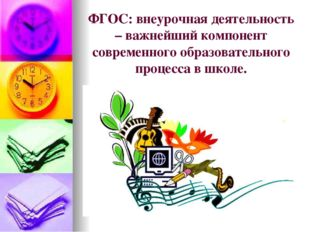 ФГОС: внеурочная деятельность
– важнейший компонент
современного образовательного
процесса в школе.